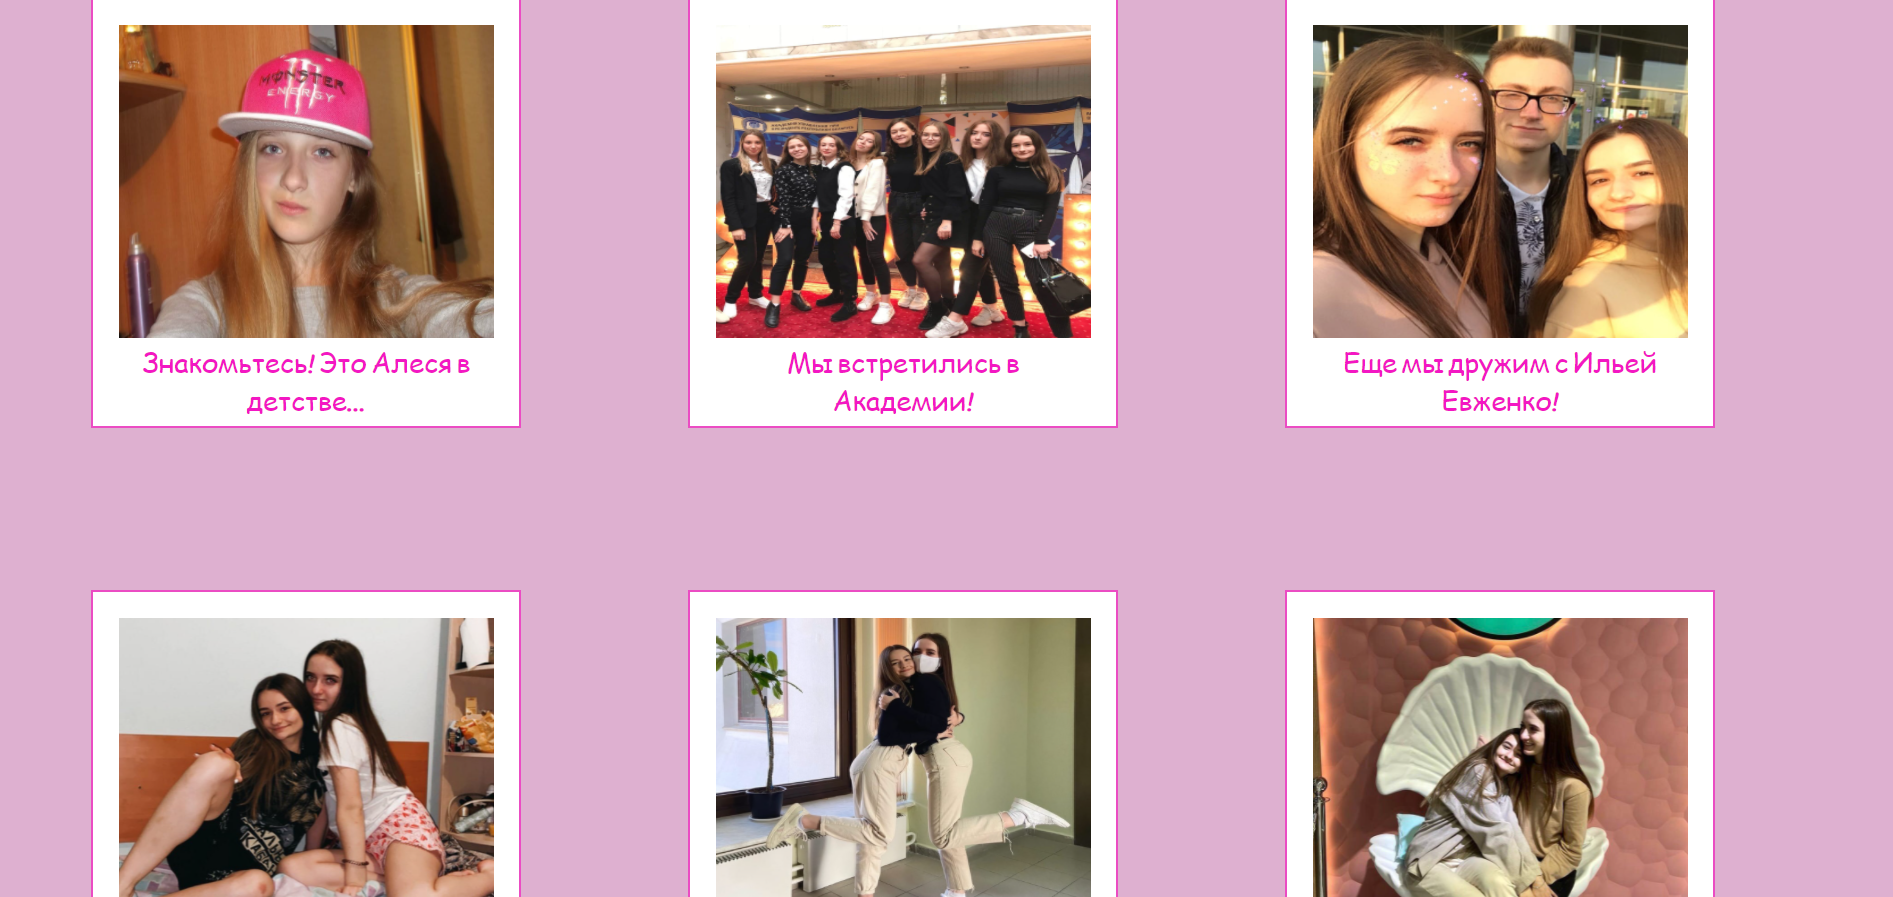 MONSTER
ENERGY
Знакомьтесь! Это Алеся в
детстве...
Мы встретились в
Академии!
Еще мы дружим с Ильей
Евженко!